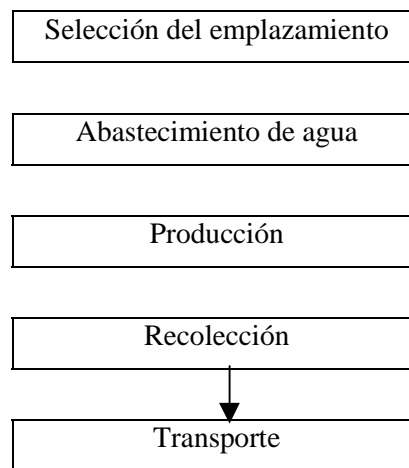 Selección del emplazamiento
Abastecimiento de agua
Producción
Recolección
Transporte